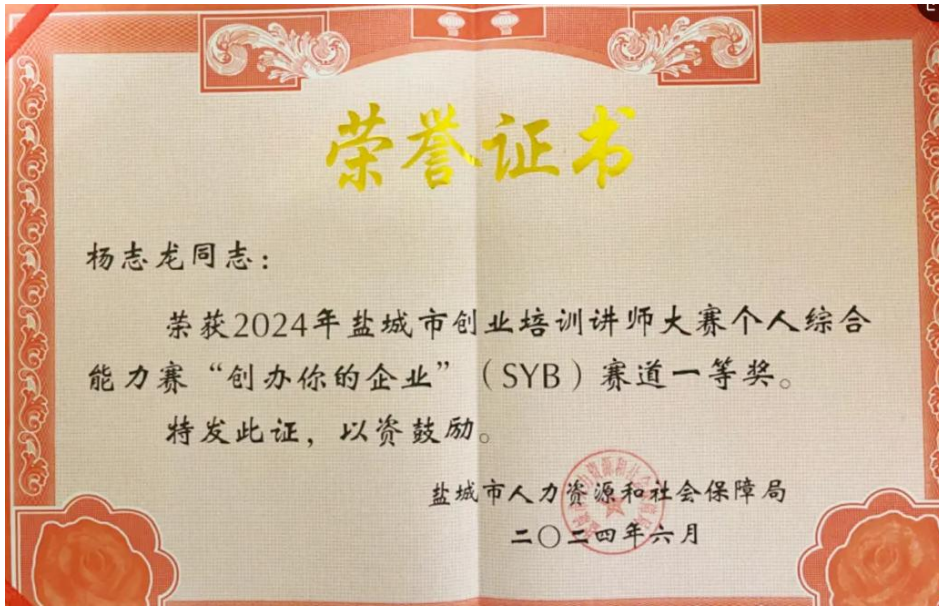 荣誉证书
杨志龙同志：
荣获2024年盐城市创业培训讲师大赛个人综合
能力赛“创办你的企业”（SYB）赛道一等奖。
特发此证，以资鼓励。
盐城市人力资源和社会保障局
二〇二四年六月